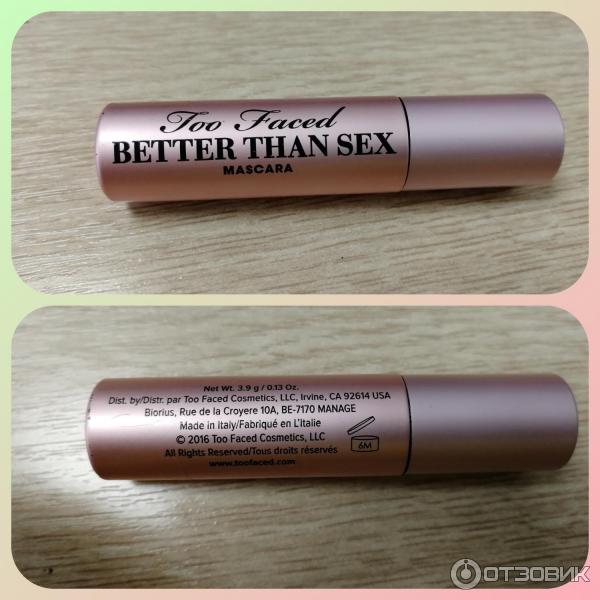 Too Faced
BETTER THAN SEX
MASCARA
Net Wt. 3.9 g / 0.13 Oz.
Dist. by/Distr. par Too Faced Cosmetics, LLC, Irvine, CA 92614 USA
Biorius, Rue de la Croyere 10A, BE-7170 MANAGE
Made in Italy/Fabriqué en L'Italie
© 2016 Too Faced Cosmetics, LLC
6M
All Rights Reserved/Tous droits réservés
www.toofaced.com
ОТЗОВИК